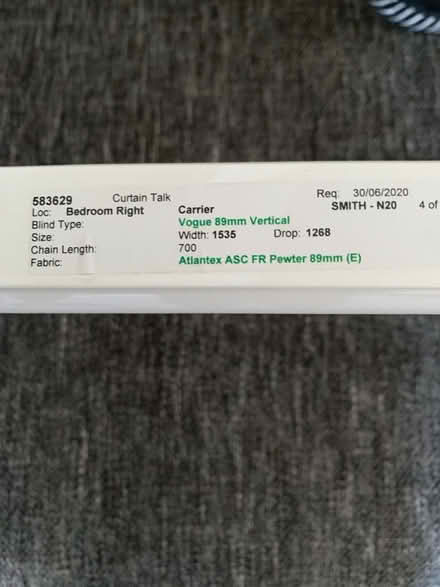 583629 Curtain Talk Req: 30/06/2020
Loc: Bedroom Right Carrier SMITH - N20 4 of
Blind Type: Vogue 89mm Vertical
Size: Width: 1535 Drop: 1268
Chain Length: 700
Fabric: Atlantex ASC FR Pewter 89mm (E)